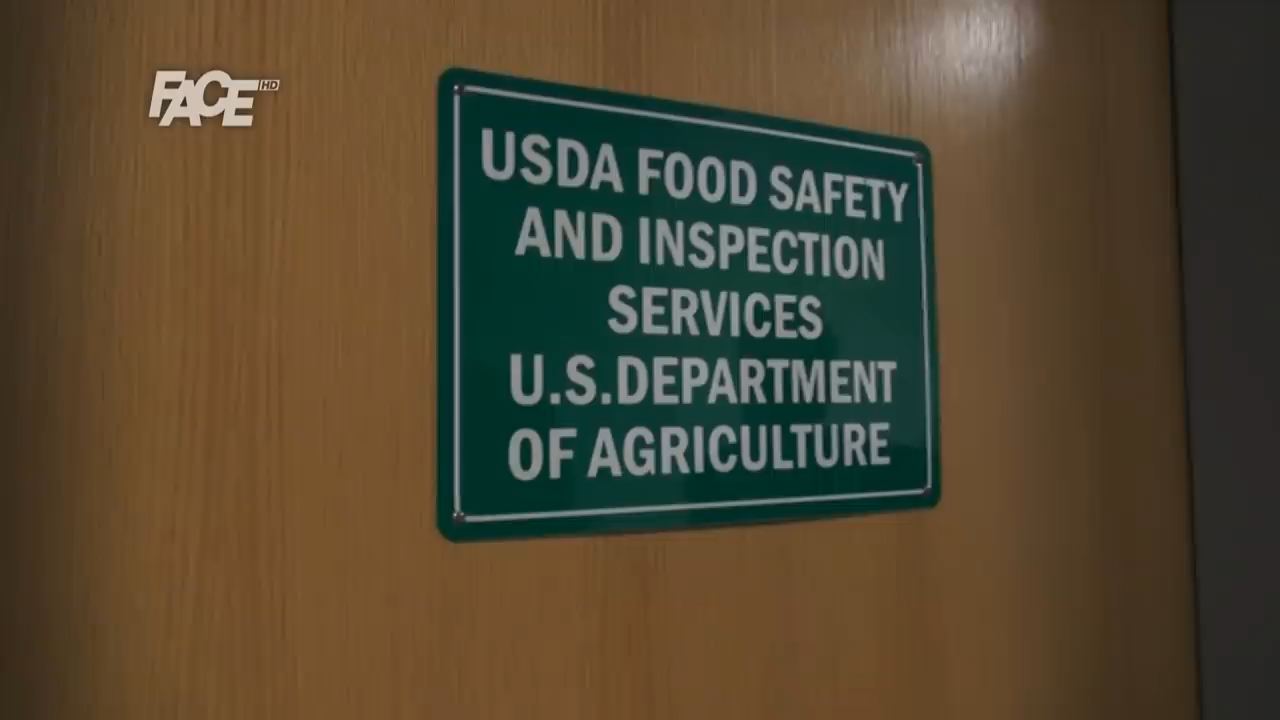 FACE HD
USDA FOOD SAFETY
AND INSPECTION
SERVICES
U.S.DEPARTMENT
OF AGRICULTURE